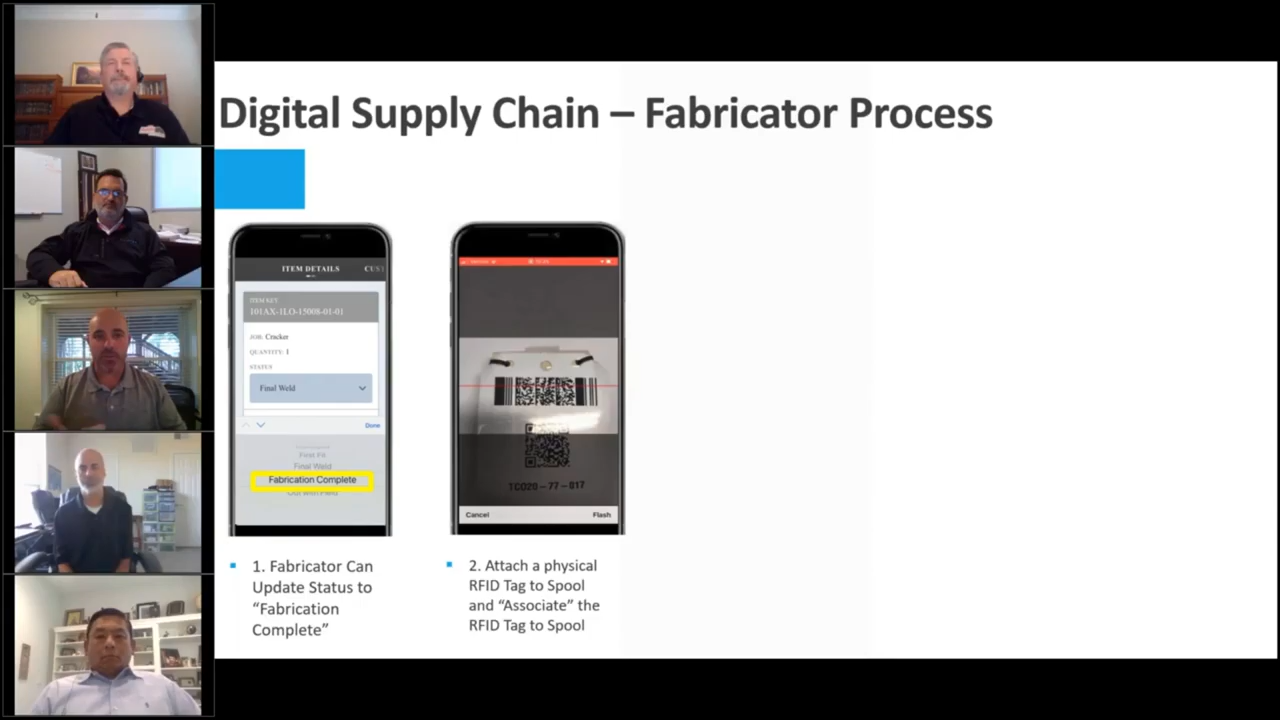 Digital Supply Chain – Fabricator Process
ITEM DETAILS
ITEM KEY
101AX-1LO-15008-01-01
JOB: Cracker
QUANTITY: 1
STATUS
Final Weld
Done
First Fit
Final Weld
Fabrication Complete
Cancel
Flash
1. Fabricator Can
Update Status to
“Fabrication
Complete”
2. Attach a physical
RFID Tag to Spool
and “Associate” the
RFID Tag to Spool